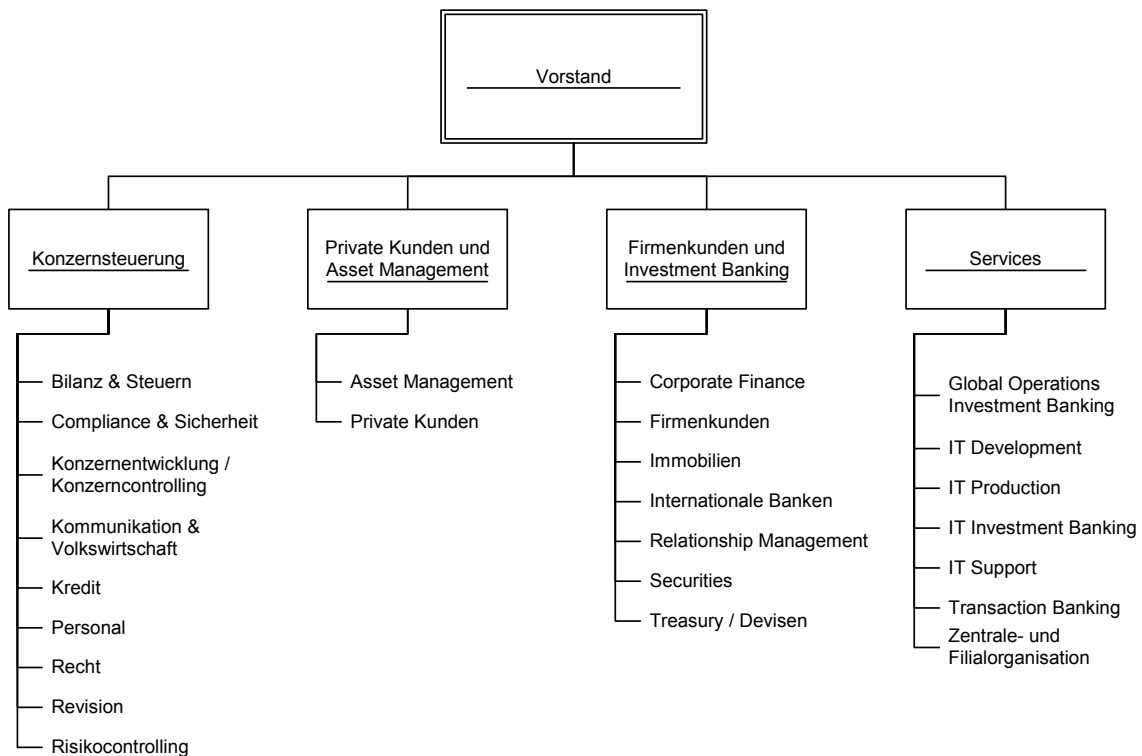 Vorstand
Konzernsteuerung
Private Kunden und
Asset Management
Firmenkunden und
Investment Banking
Services
Bilanz & Steuern
Compliance & Sicherheit
Konzernentwicklung /
Konzerncontrolling
Kommunikation &
Volkswirtschaft
Kredit
Personal
Recht
Revision
Risikocontrolling
Asset Management
Private Kunden
Corporate Finance
Firmenkunden
Immobilien
Internationale Banken
Relationship Management
Securities
Treasury / Devisen
Global Operations
Investment Banking
IT Development
IT Production
IT Investment Banking
IT Support
Transaction Banking
Zentrale- und
Filialorganisation